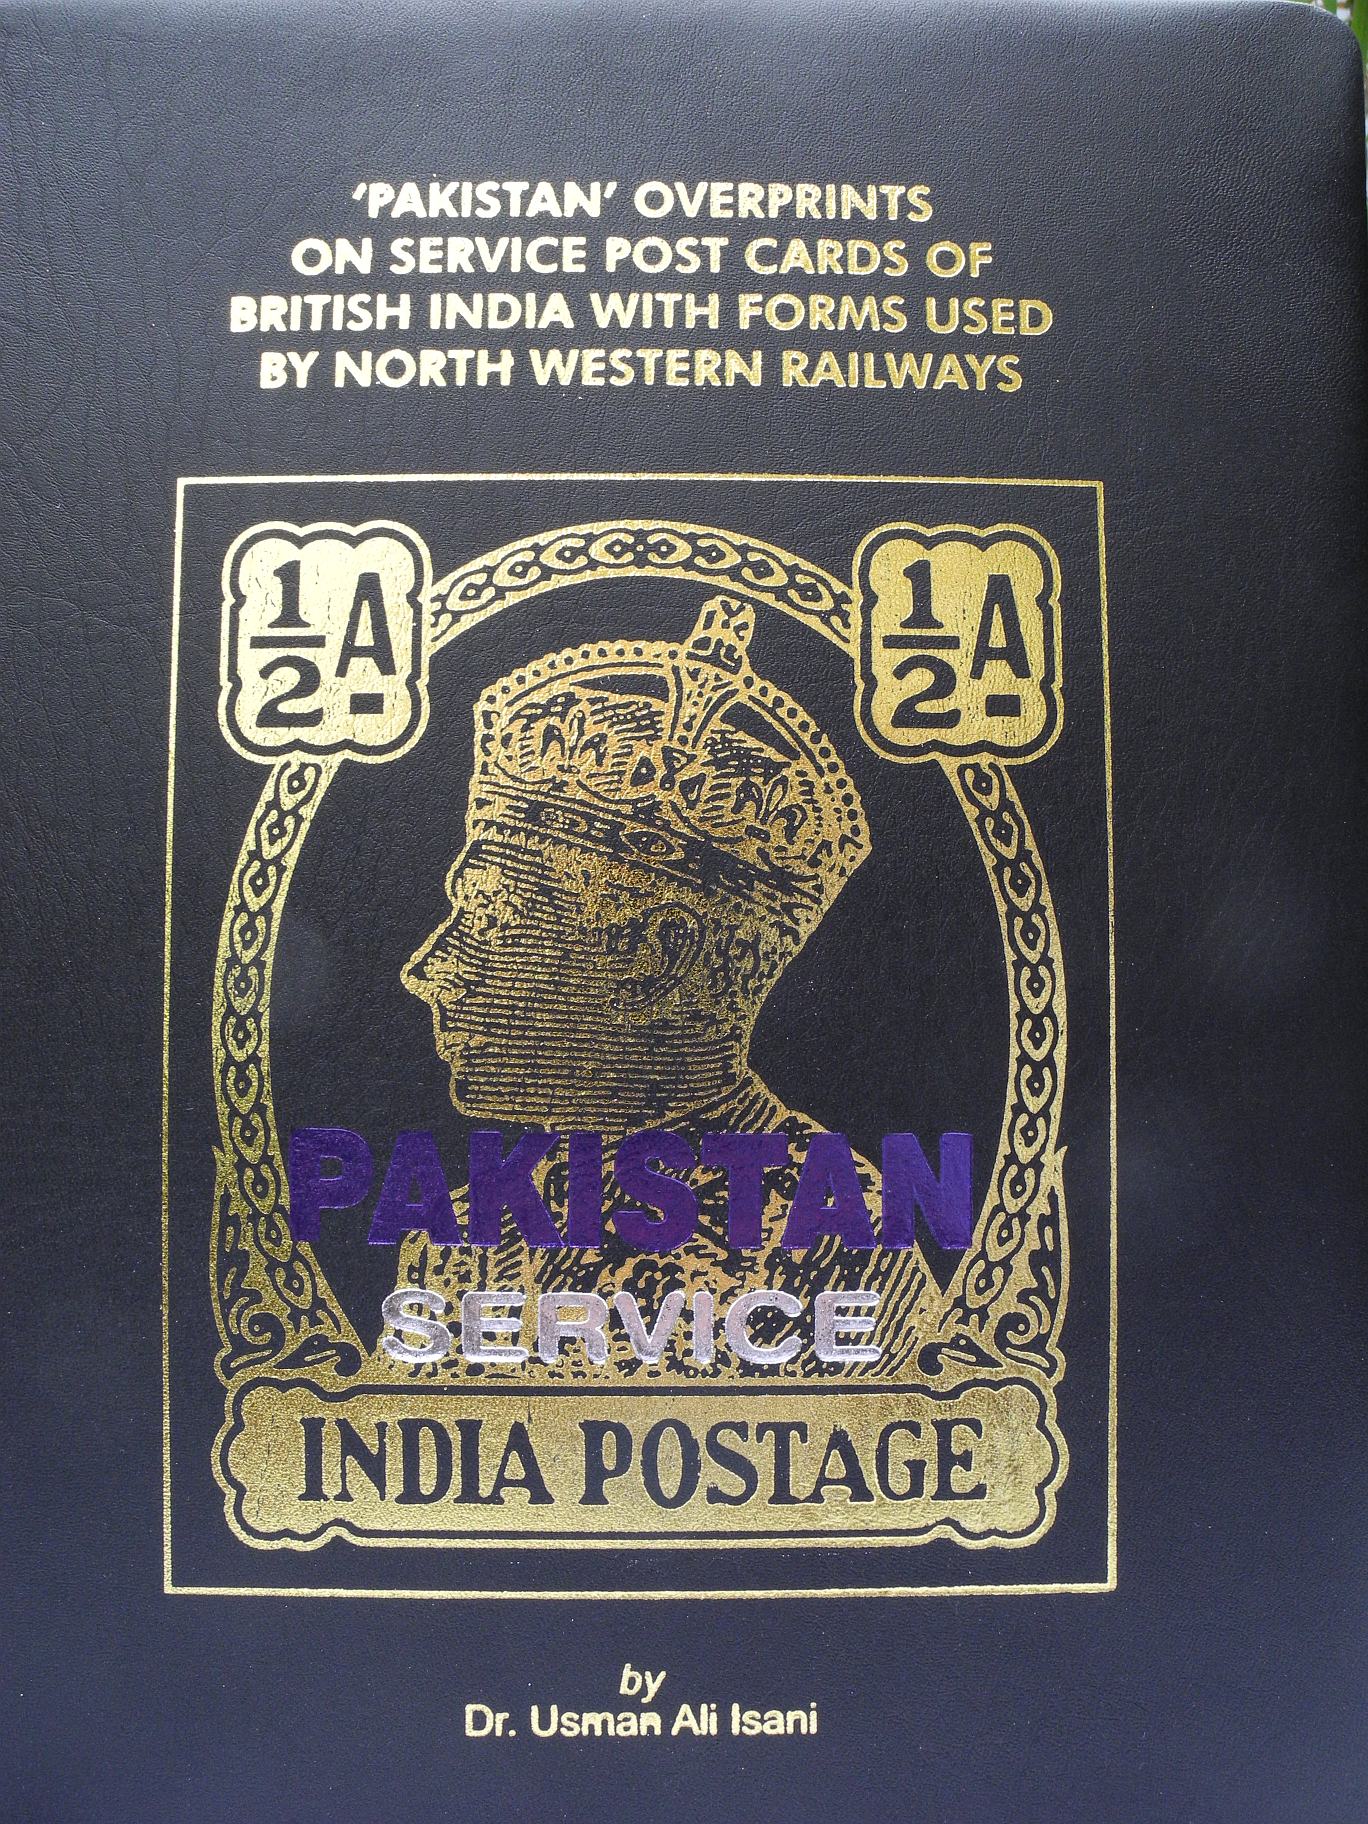 ‘PAKISTAN’ OVERPRINTS
ON SERVICE POST CARDS OF
BRITISH INDIA WITH FORMS USED
BY NORTH WESTERN RAILWAYS
1/2 A- 1/2 A-
PAKISTAN
SERVICE
INDIA POSTAGE
by
Dr. Usman Ali Isani